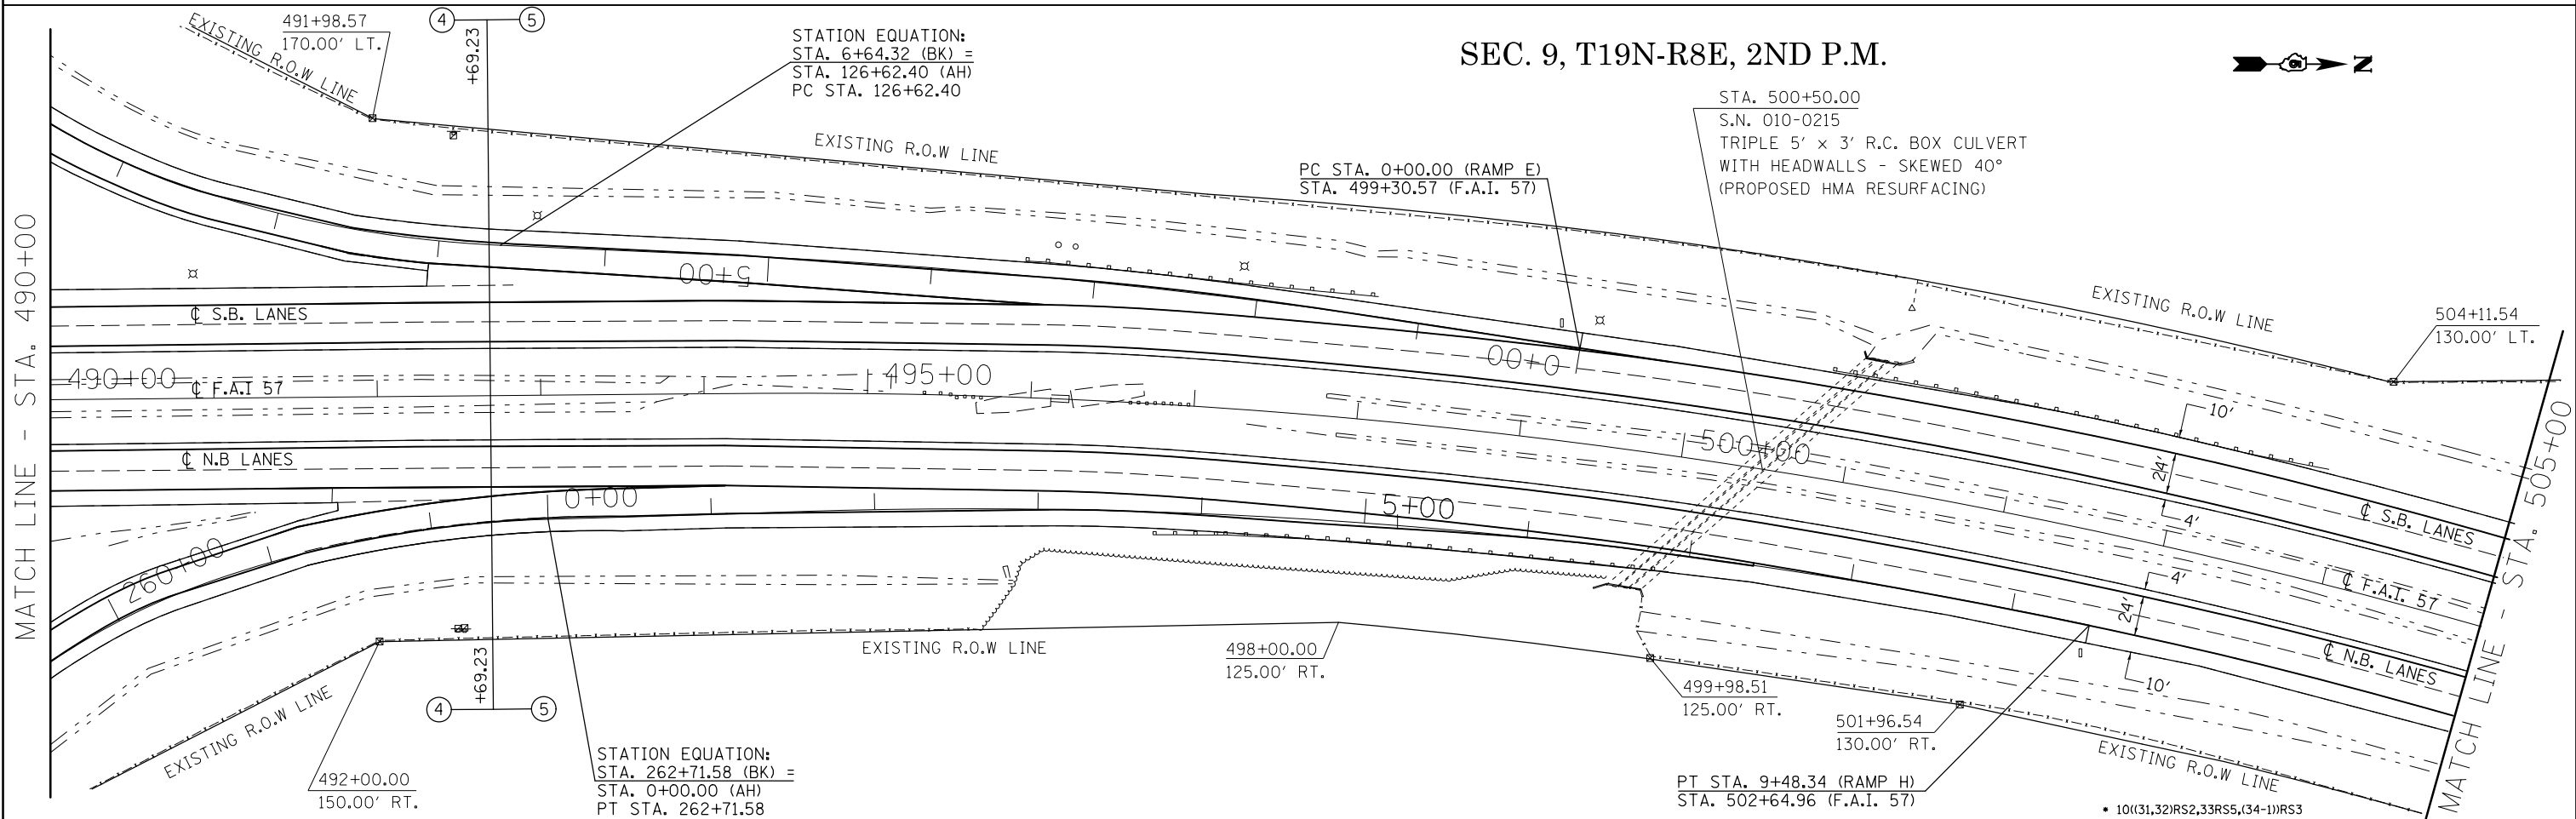 MATCH LINE - STA. 490+00
EXISTING R.O.W LINE
491+98.57
170.00' LT.
4
5
+69.23
STATION EQUATION:
STA. 6+64.32 (BK) =
STA. 126+62.40 (AH)
PC STA. 126+62.40
SEC. 9, T19N-R8E, 2ND P.M.
N
EXISTING R.O.W LINE
PC STA. 0+00.00 (RAMP E)
STA. 499+30.57 (F.A.I. 57)
STA. 500+50.00
S.N. 010-0215
TRIPLE 5' x 3' R.C. BOX CULVERT
WITH HEADWALLS - SKEWED 40°
(PROPOSED HMA RESURFACING)
EXISTING R.O.W LINE
504+11.54
130.00' LT.
5+00
0+00
℄ S.B. LANES
490+00
℄ F.A.I 57
495+00
500+00
℄ N.B LANES
0+00
5+00
260+00
10'
24'
4'
4'
24'
10'
℄ S.B. LANES
℄ F.A.I. 57
℄ N.B. LANES
MATCH LINE - STA. 505+00
EXISTING R.O.W LINE
+69.23
4
5
EXISTING R.O.W LINE
492+00.00
150.00' RT.
STATION EQUATION:
STA. 262+71.58 (BK) =
STA. 0+00.00 (AH)
PT STA. 262+71.58
498+00.00
125.00' RT.
499+98.51
125.00' RT.
501+96.54
130.00' RT.
PT STA. 9+48.34 (RAMP H)
STA. 502+64.96 (F.A.I. 57)
EXISTING R.O.W LINE
* 10((31,32)RS2,33RS5,(34-1))RS3